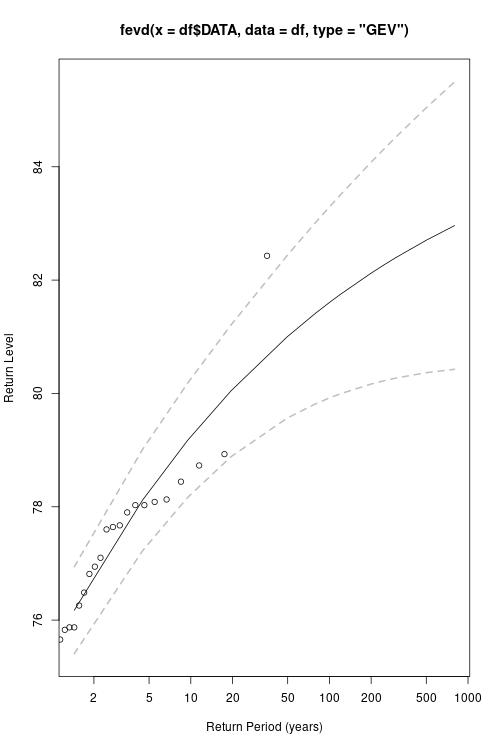 fevd(x = df$DATA, data = df, type = "GEV")
Return Level
84
82
80
78
76
2 5 10 20 50 100 200 500 1000
Return Period (years)